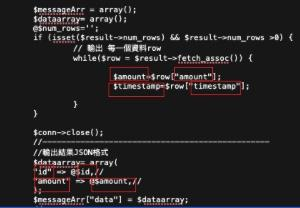 $messageArr = array();
$dataarray= array();
@$num_rows='';
if (isset($result->num_rows) && $result->num_rows >0) {
// 輸出 每一個資料row
while($row = $result->fetch_assoc()) {
$amount=$row["amount"];
$timestamp=$row["timestamp"];
}
}
$conn->close();
//輸出結果JSON格式
$dataarray= array(
"id" => @$id,//
"amount" => @$amount,//
);
$messageArr["data"] = $dataarray;